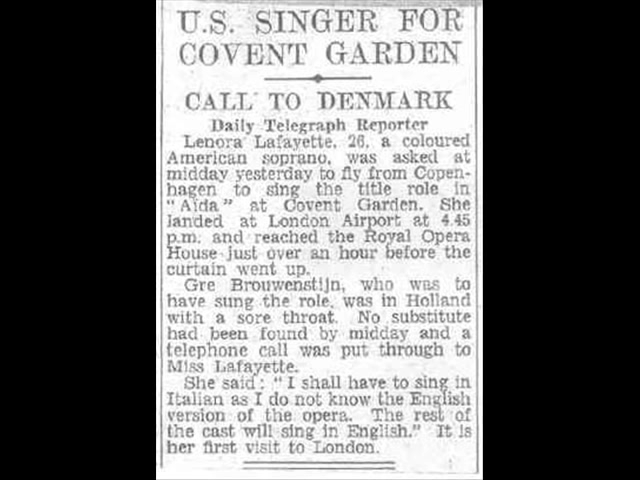 U.S. SINGER FOR
COVENT GARDEN
CALL TO DENMARK
Daily Telegraph Reporter
Lenora Lafayette, 26, a coloured
American soprano, was asked at
midday yesterday to fly from Copen-
hagen to sing the title role in
"Aida" at Covent Garden. She
landed at London Airport at 4.45
p.m. and reached the Royal Opera
House just over an hour before the
curtain went up.
Gre Brouwenstijn, who was to
have sung the role, was in Holland
with a sore throat. No substitute
had been found by midday and a
telephone call was put through to
Miss Lafayette.
She said: "I shall have to sing in
Italian as I do not know the English
version of the opera. The rest of
the cast will sing in English." It is
her first visit to London.